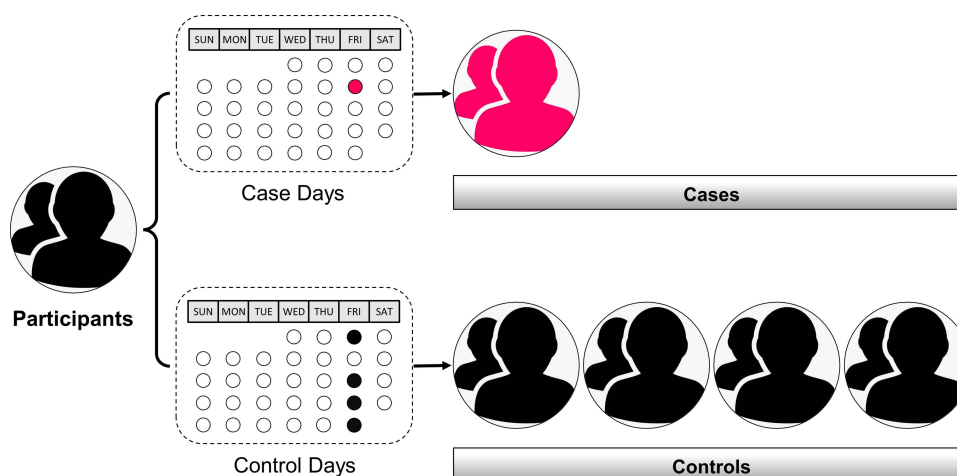 SUN MON TUE WED THU FRI SAT
Case Days
Cases
Participants
SUN MON TUE WED THU FRI SAT
Control Days
Controls